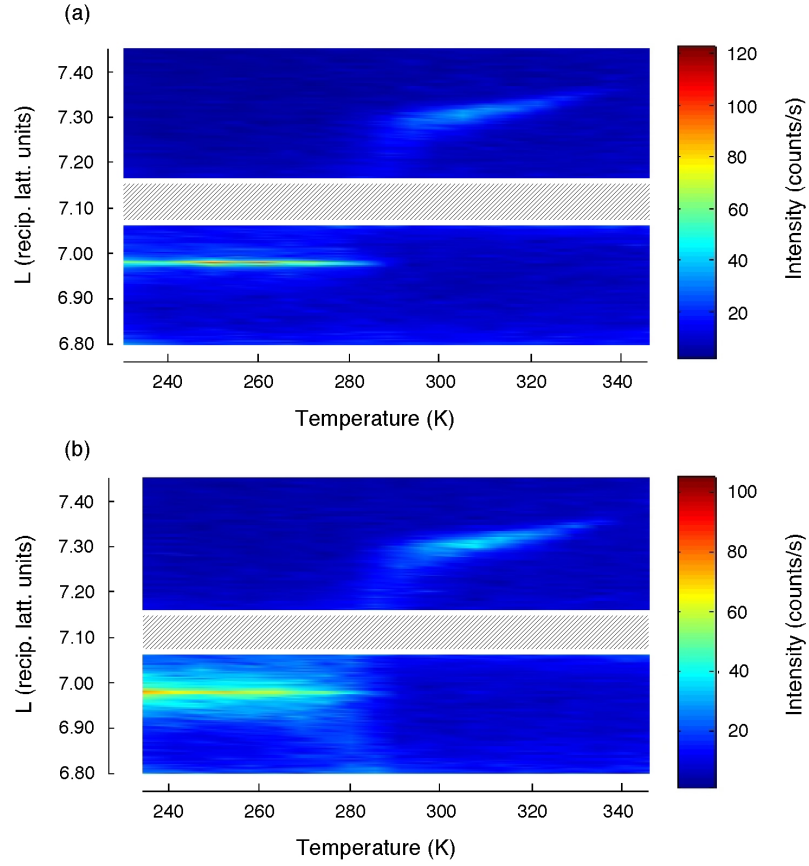 (a)
L (recip. latt. units)
7.40
7.30
7.20
7.10
7.00
6.90
6.80
240 260 280 300 320 340
Temperature (K)
120
100
80
60
40
20
Intensity (counts/s)
(b)
L (recip. latt. units)
7.40
7.30
7.20
7.10
7.00
6.90
6.80
240 260 280 300 320 340
Temperature (K)
100
80
60
40
20
Intensity (counts/s)